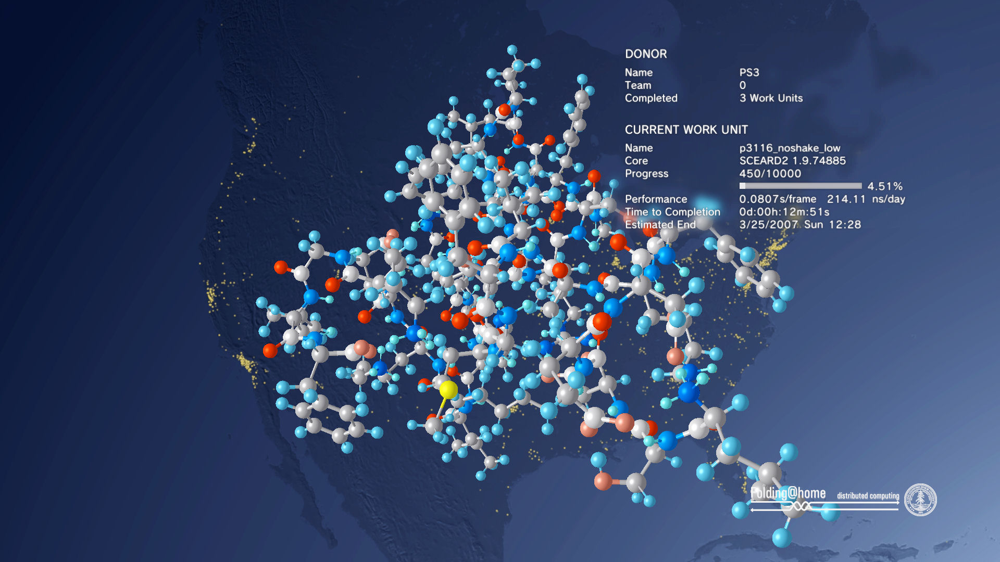 DONOR
Name PS3
Team 0
Completed 3 Work Units
CURRENT WORK UNIT
Name p3116_noshake_low
Core SCEARD2 1.9.74885
Progress 450/10000
4.51%
Performance 0.0807s/frame 214.11 ns/day
Time to Completion 0d:00h:12m:51s
Estimated End 3/25/2007 Sun 12:28
Folding@home distributed computing